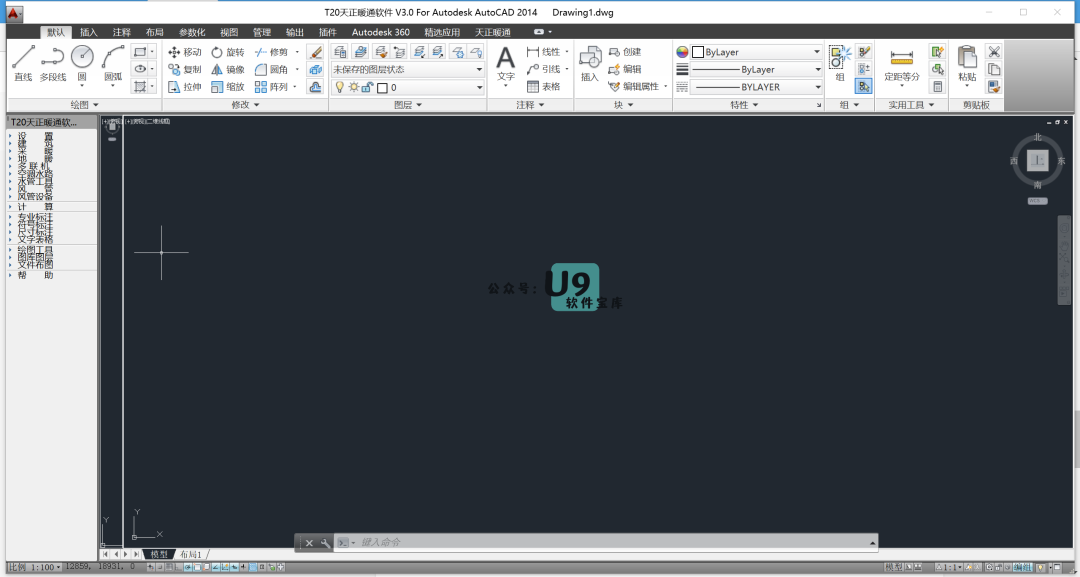 T20天正暖通软件 V3.0 For Autodesk AutoCAD 2014 Drawing1.dwg
默认 插入 注释 布局 参数化 视图 管理 输出 插件 Autodesk 360 精选应用 天正暖通
直线 多段线 圆 圆弧
绘图
移动 旋转 修剪
复制 镜像 圆角
拉伸 缩放 阵列
修改
未保存的图层状态
0
图层
A
文字
线性
引线
表格
注释
插入
创建
编辑
编辑属性
块
ByLayer
ByLayer
BYLAYER
特性
组
组
定距等分
实用工具
粘贴
剪贴板
T20天正暖通软...
设 置
建 筑
采 暖
地 暖
多联机
空调水路
水管工具
风 管
风管设备
计 算
专业标注
符号标注
尺寸标注
文字表格
绘图工具
图库图层
文件布图
帮 助
[+][俯视][二维线框]
北
西 上 东
南
WCS
公众号:
U9
软件宝库
Y
Y
X
键入命令
模型 布局1
比例 1:100 12859, 18931, 0
模型
1:1
编组